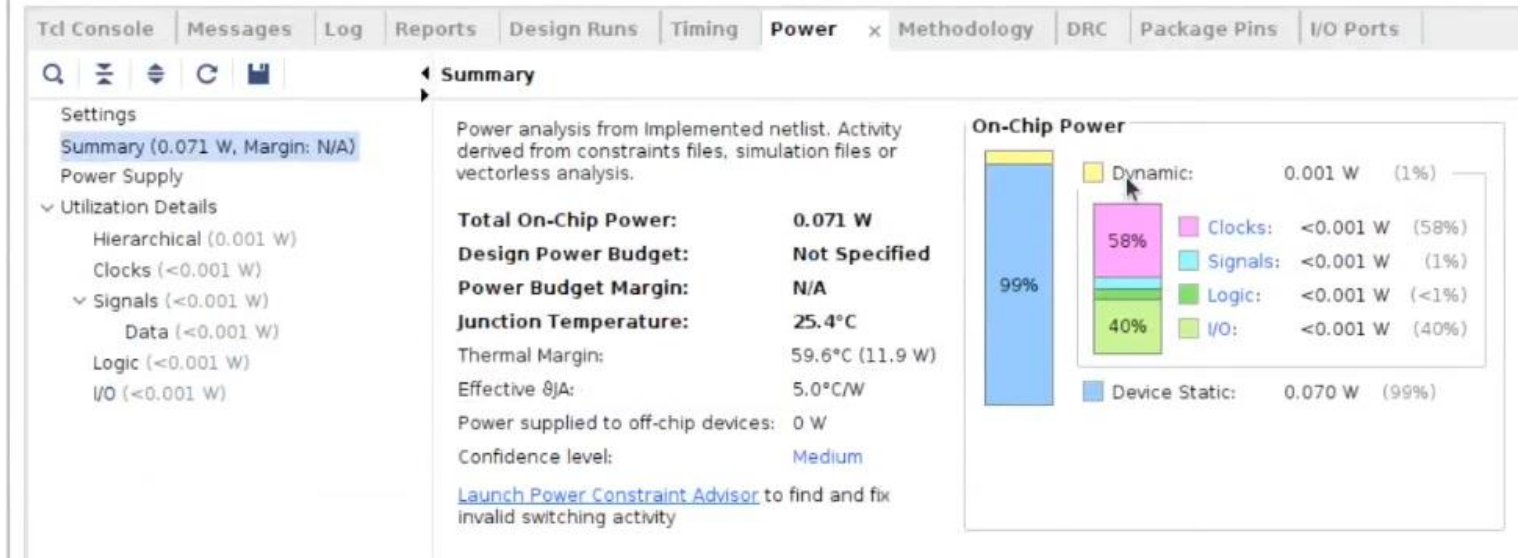 Tcl Console Messages Log Reports Design Runs Timing Power × Methodology DRC Package Pins I/O Ports
Settings
Summary (0.071 W, Margin: N/A)
Power Supply
Utilization Details
Hierarchical (0.001 W)
Clocks (<0.001 W)
Signals (<0.001 W)
Data (<0.001 W)
Logic (<0.001 W)
I/O (<0.001 W)
Summary
Power analysis from Implemented netlist. Activity
derived from constraints files, simulation files or
vectorless analysis.
Total On-Chip Power: 0.071 W
Design Power Budget: Not Specified
Power Budget Margin: N/A
Junction Temperature: 25.4°C
Thermal Margin: 59.6°C (11.9 W)
Effective ϑJA: 5.0°C/W
Power supplied to off-chip devices: 0 W
Confidence level: Medium
Launch Power Constraint Advisor to find and fix
invalid switching activity
On-Chip Power
99%
Dynamic: 0.001 W (1%)
58%
40%
Clocks: <0.001 W (58%)
Signals: <0.001 W (1%)
Logic: <0.001 W (<1%)
I/O: <0.001 W (40%)
Device Static: 0.070 W (99%)